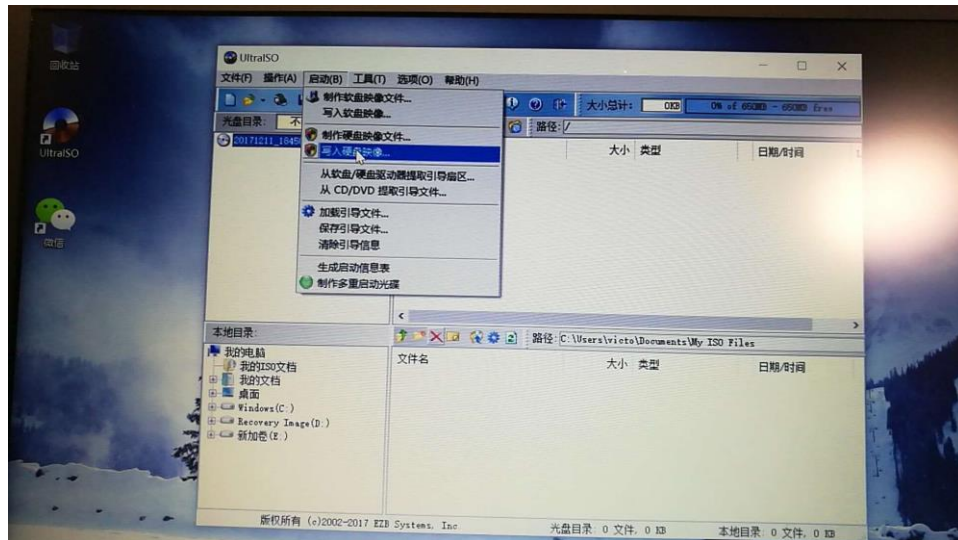 回收站
UltraISO
微信
UltraISO
文件(F) 操作(A) 启动(B) 工具(T) 选项(O) 帮助(H)
大小总计: 0KB 0% of 650MB - 650MB free
光盘目录: 不
路径: /
制作软盘映像文件...
写入软盘映像...
制作硬盘映像文件...
写入硬盘映像...
从软盘/硬盘驱动器提取引导扇区...
从 CD/DVD 提取引导文件...
加载引导文件...
保存引导文件...
清除引导信息
生成启动信息表
制作多重启动光碟
大小 类型 日期/时间
本地目录:
路径: C:\Users\victo\Documents\My ISO Files
我的电脑
我的ISO文档
我的文档
桌面
Windows(C:)
Recovery Image(D:)
新加卷(E:)
文件名 大小 类型 日期/时间
版权所有 (c)2002-2017 EZB Systems, Inc
光盘目录: 0 文件, 0 KB
本地目录: 0 文件, 0 KB